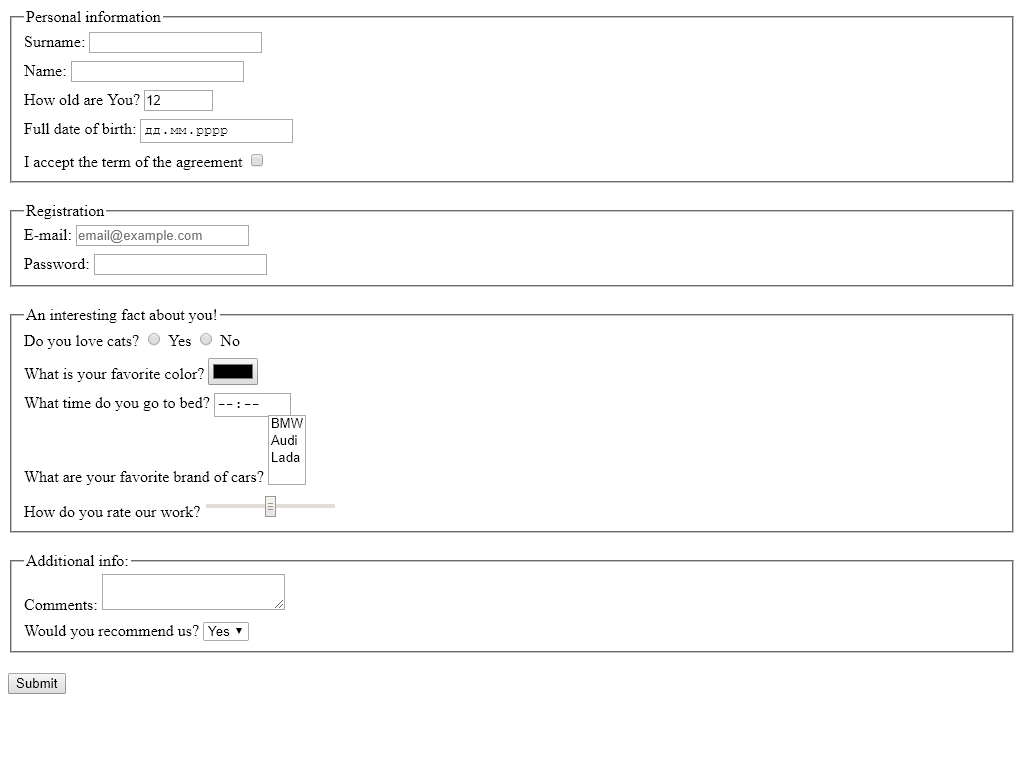 Personal information
Surname:
Name:
How old are You? 12
Full date of birth: дд.мм.рррр
I accept the term of the agreement
Registration
E-mail: email@example.com
Password:
An interesting fact about you!
Do you love cats? Yes No
What is your favorite color?
What time do you go to bed? --:--
BMW
Audi
Lada
What are your favorite brand of cars?
How do you rate our work?
Additional info:
Comments:
Would you recommend us? Yes
Submit